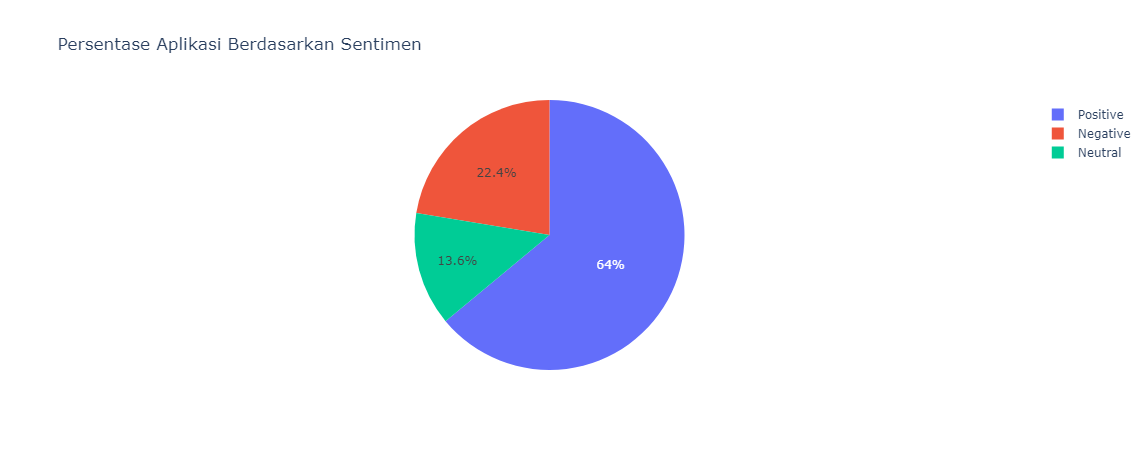 Persentase Aplikasi Berdasarkan Sentimen
Positive
Negative
Neutral
22.4%
13.6%
64%